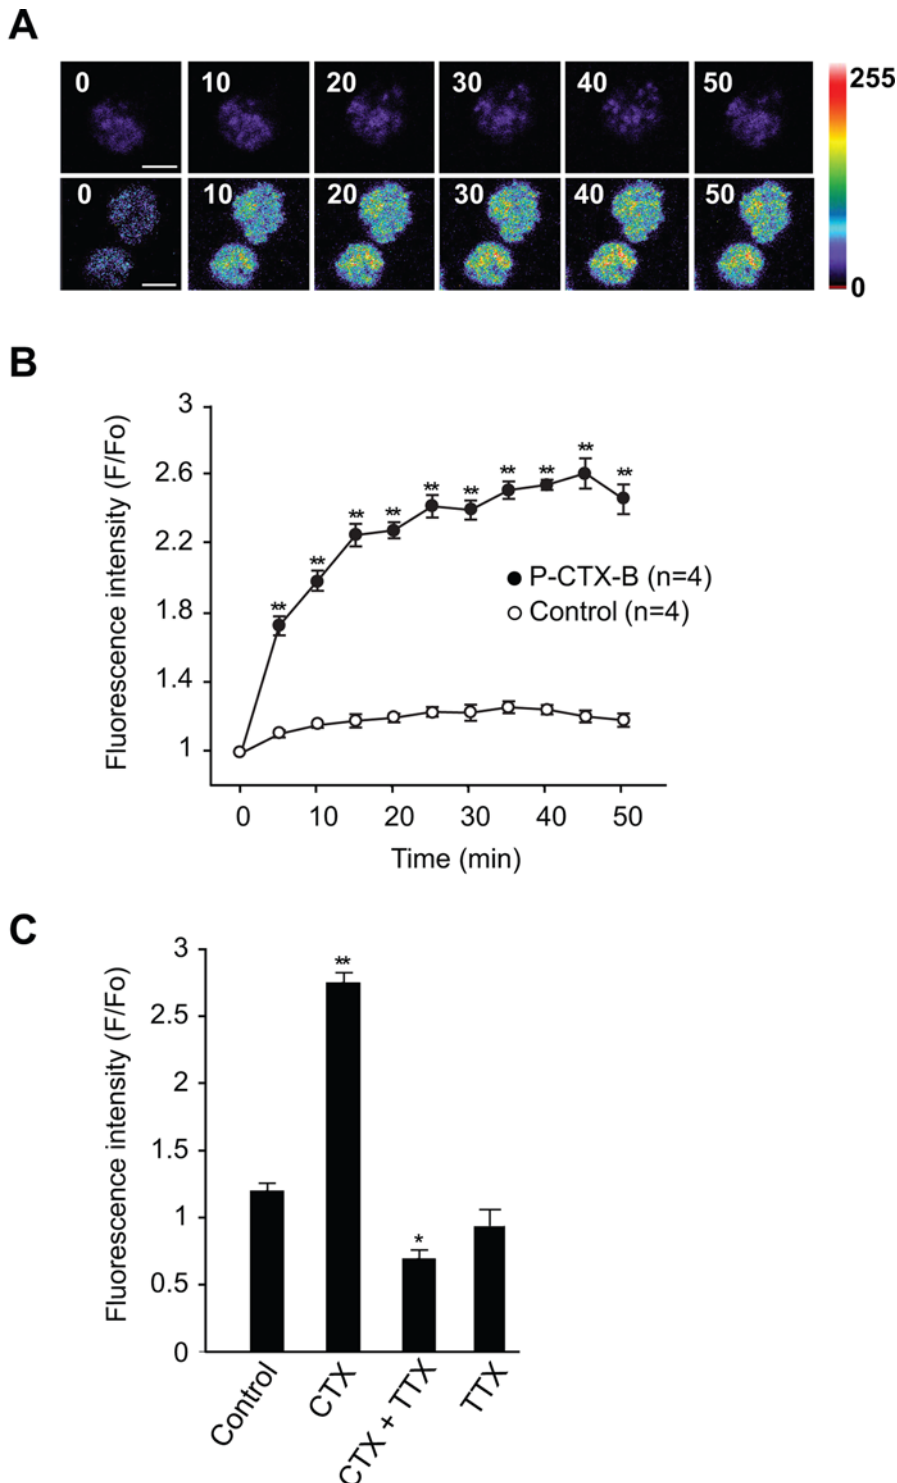 A
0 10 20 30 40 50 255
0 10 20 30 40 50 0
B
Fluorescence intensity (F/Fo)
3
2.6
2.2
1.8
1.4
1
** ** ** ** ** ** ** ** ** **
P-CTX-B (n=4)
Control (n=4)
0 10 20 30 40 50
Time (min)
C
Fluorescence intensity (F/Fo)
3
2.5
2
1.5
1
0.5
0
**
*
Control CTX CTX + TTX TTX